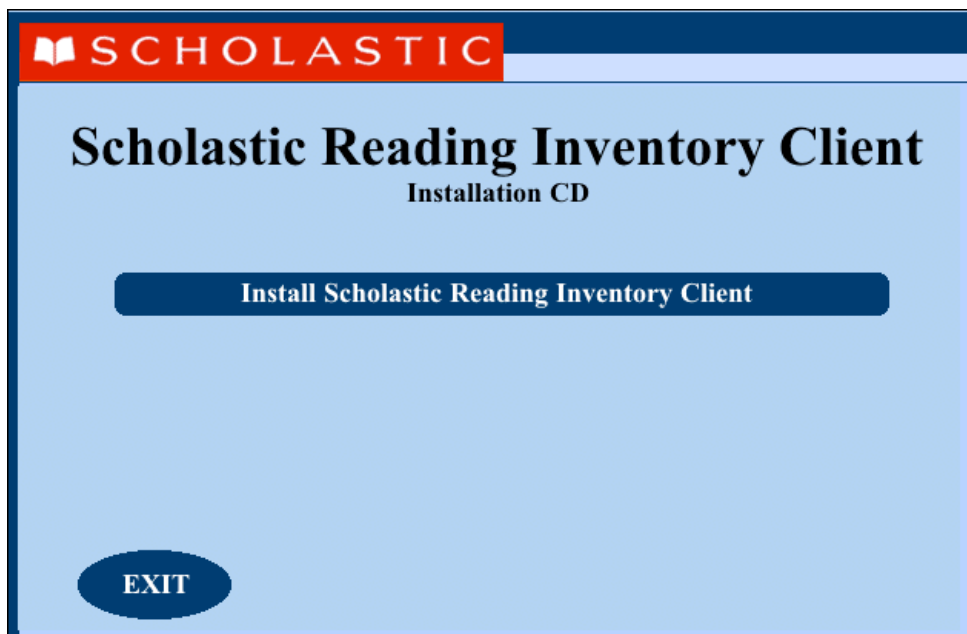 SCHOLASTIC
Scholastic Reading Inventory Client
Installation CD
Install Scholastic Reading Inventory Client
EXIT